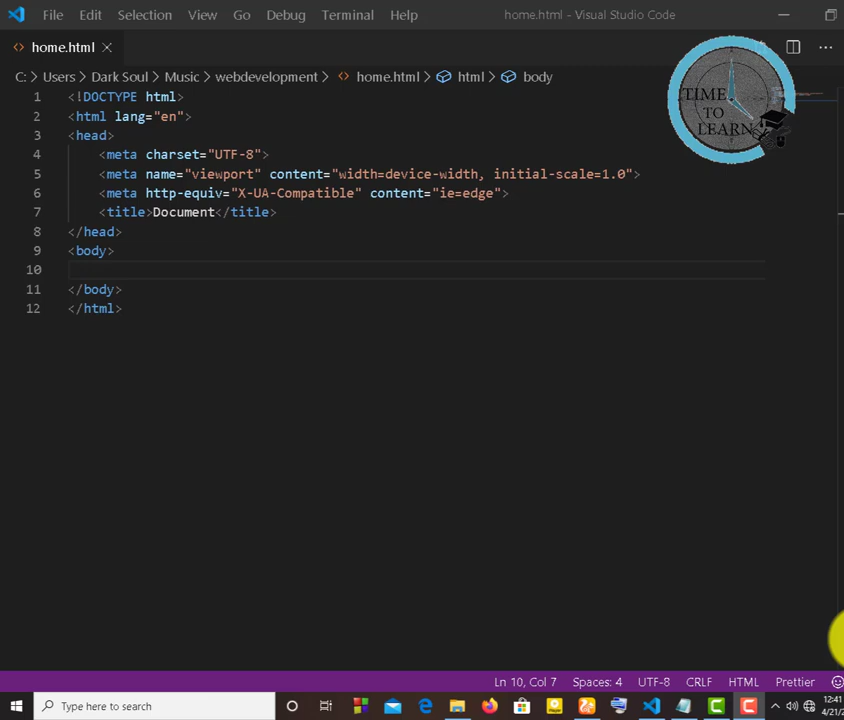 File Edit Selection View Go Debug Terminal Help home.html - Visual Studio Code
home.html
C: > Users > Dark Soul > Music > webdevelopment > home.html > html > body
TIME
TO
LEARN
1 <!DOCTYPE html>
2 <html lang="en">
3 <head>
4 <meta charset="UTF-8">
5 <meta name="viewport" content="width=device-width, initial-scale=1.0">
6 <meta http-equiv="X-UA-Compatible" content="ie=edge">
7 <title>Document</title>
8 </head>
9 <body>
10
11 </body>
12 </html>
Ln 10, Col 7 Spaces: 4 UTF-8 CRLF HTML Prettier
Type here to search
12:41
4/21/2